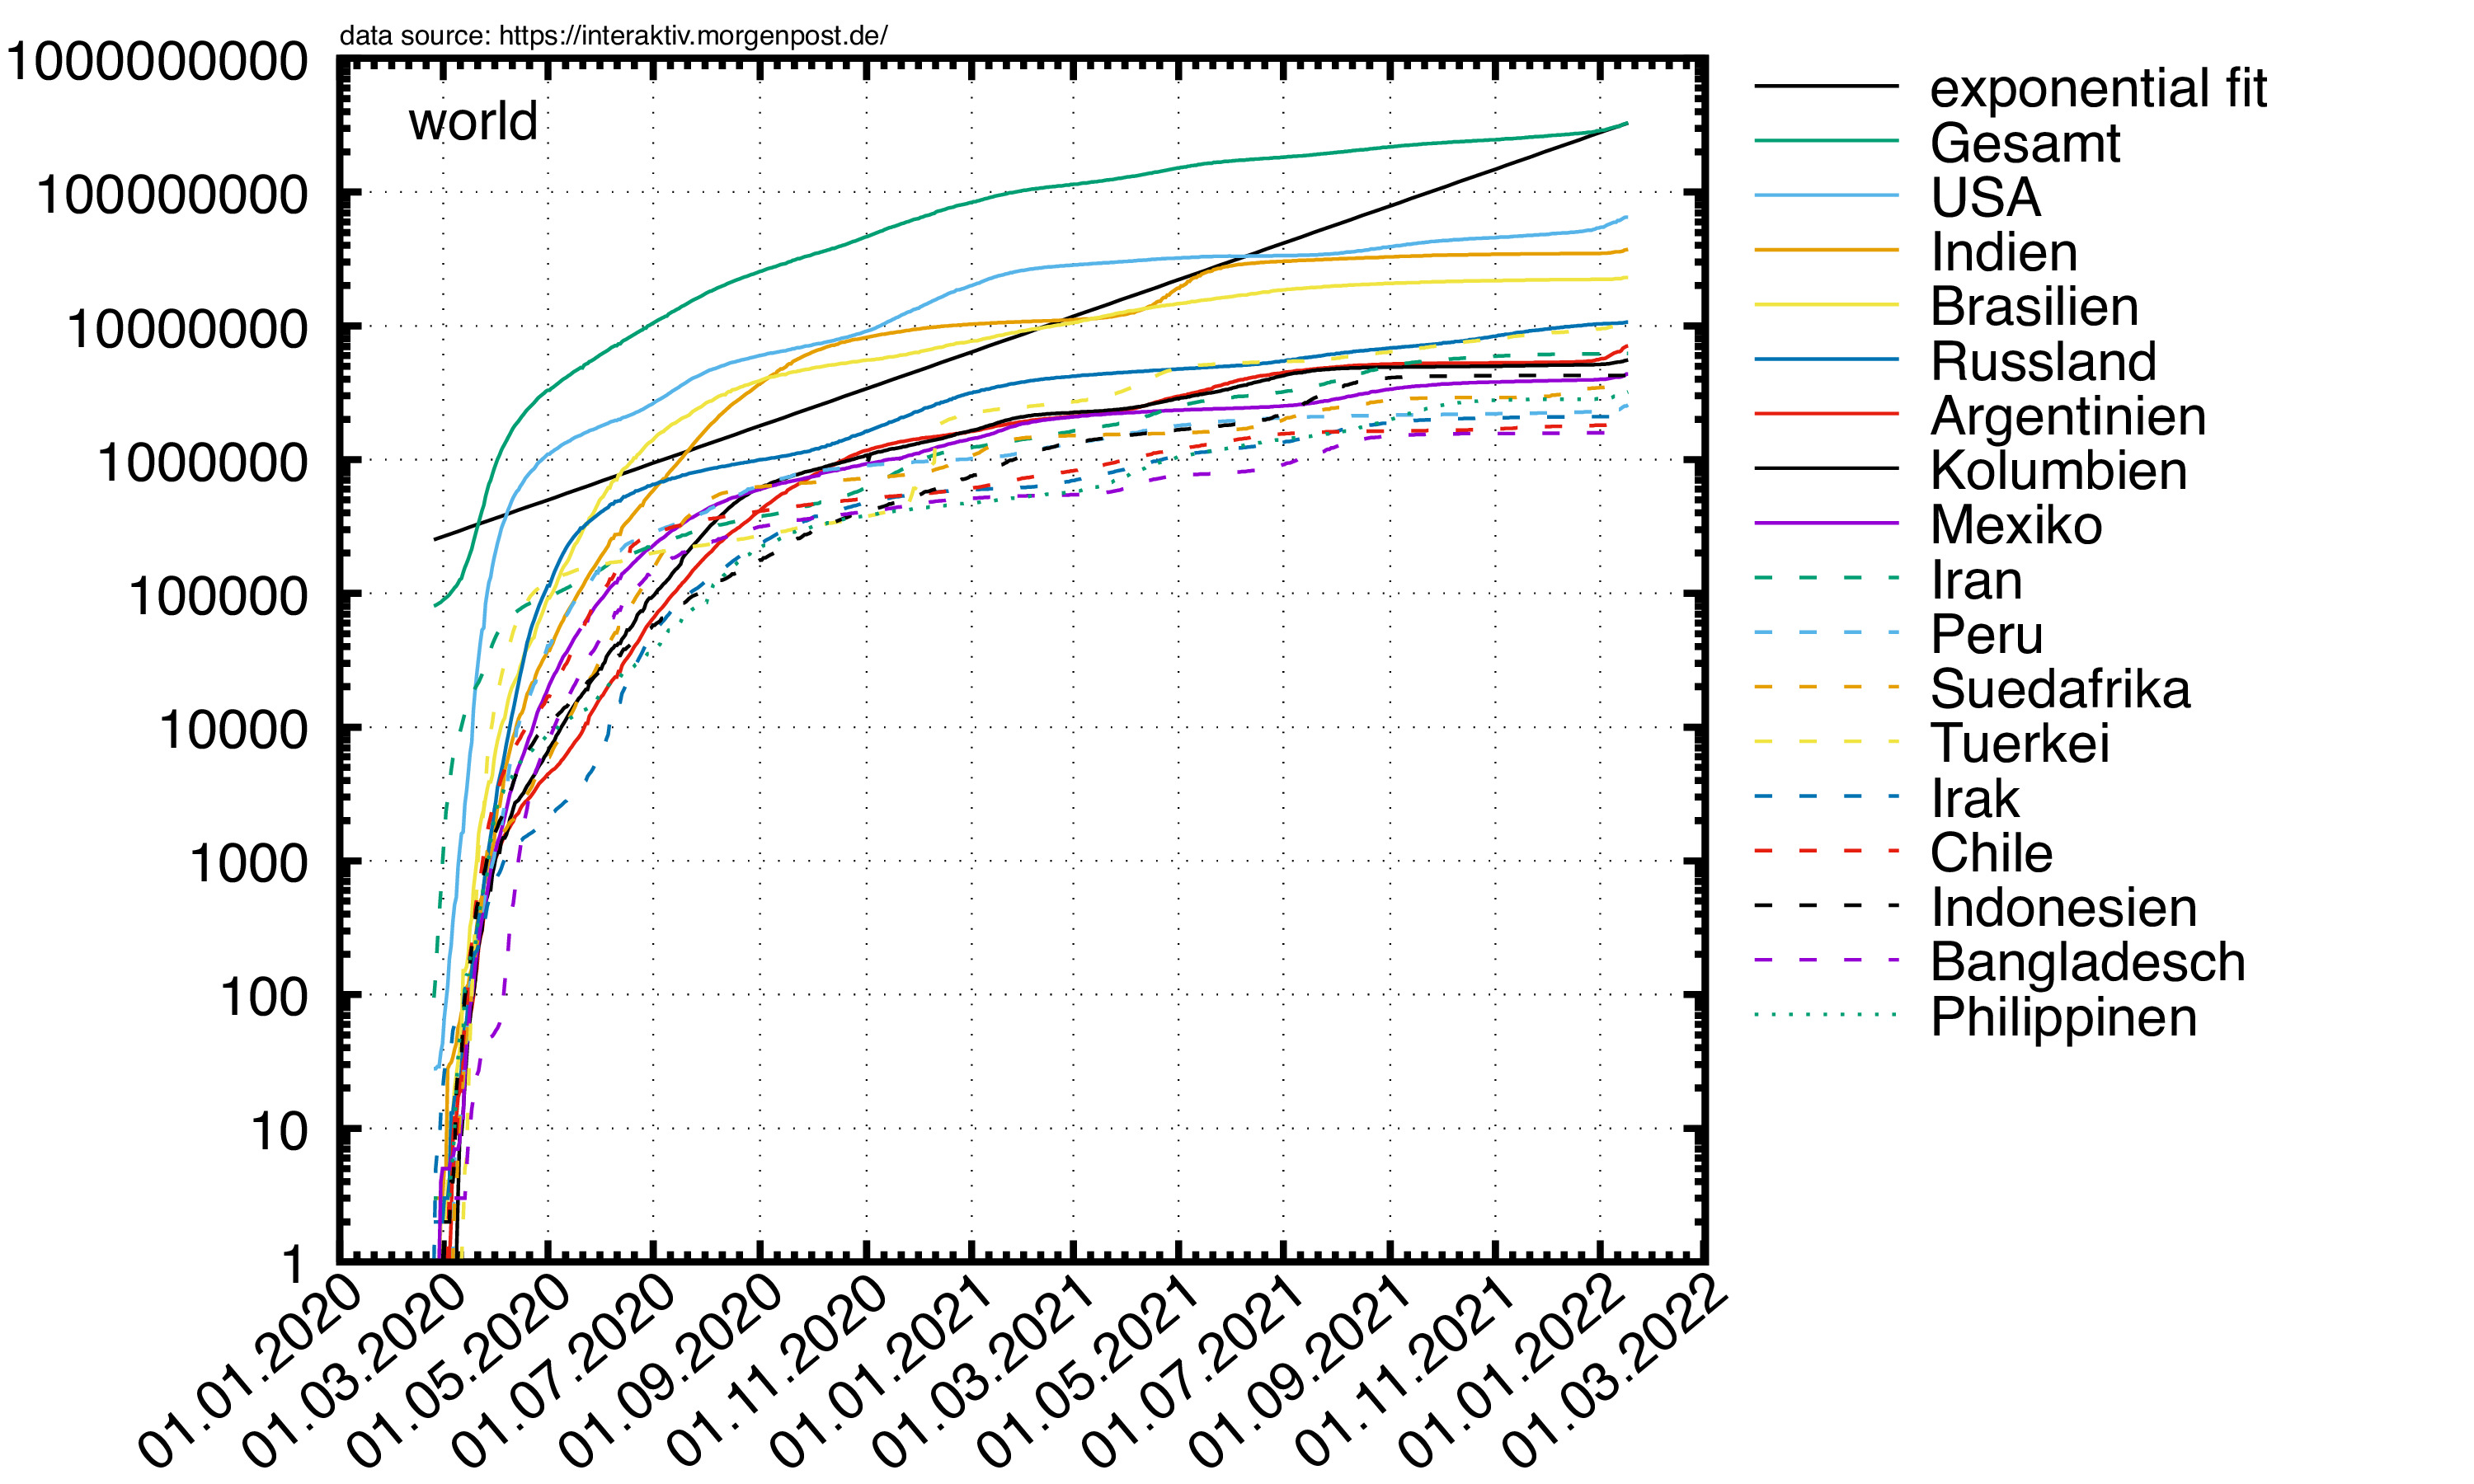 data source: https://interaktiv.morgenpost.de/
1000000000
100000000
10000000
1000000
100000
10000
1000
100
10
1
world
01.01.2020
01.03.2020
01.05.2020
01.07.2020
01.09.2020
01.11.2020
01.01.2021
01.03.2021
01.05.2021
01.07.2021
01.09.2021
01.11.2021
01.01.2022
01.03.2022
exponential fit
Gesamt
USA
Indien
Brasilien
Russland
Argentinien
Kolumbien
Mexiko
Iran
Peru
Suedafrika
Tuerkei
Irak
Chile
Indonesien
Bangladesch
Philippinen